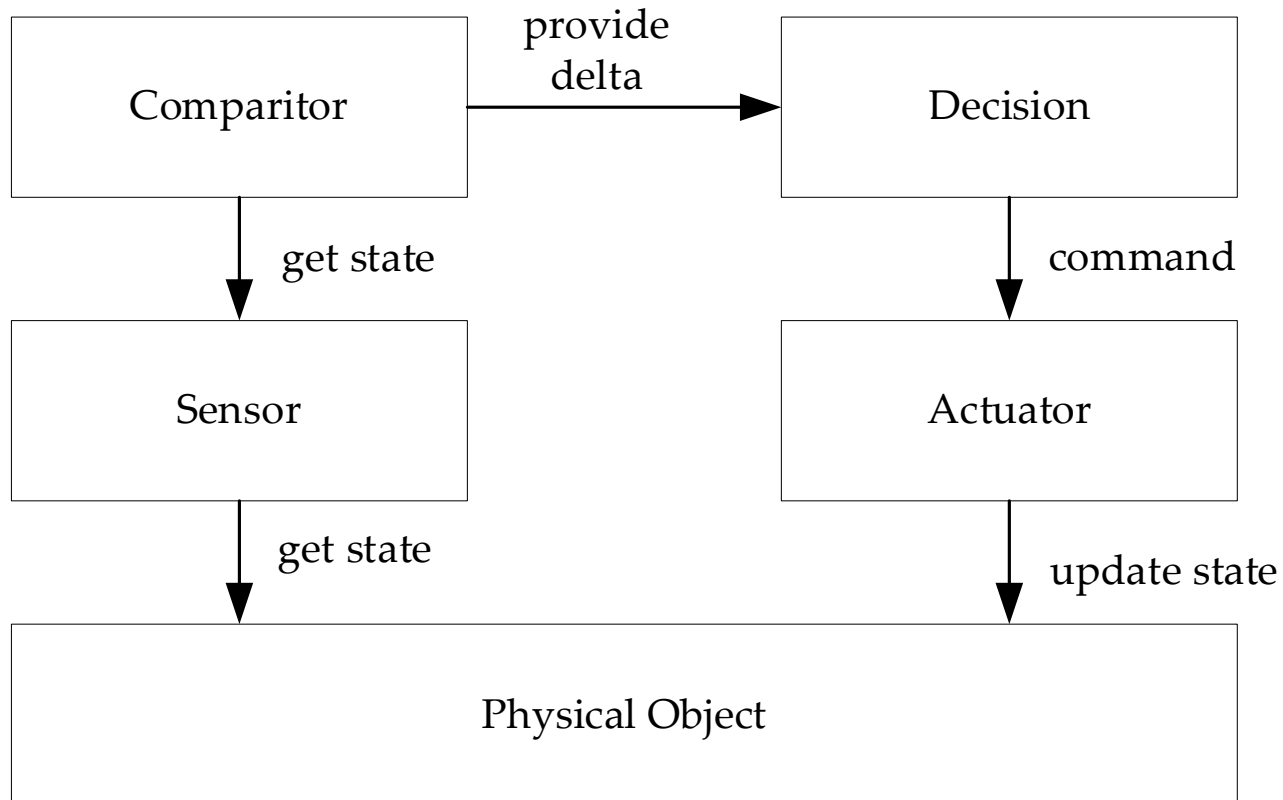 provide
delta
Comparitor
Decision
get state
command
Sensor
Actuator
get state
update state
Physical Object